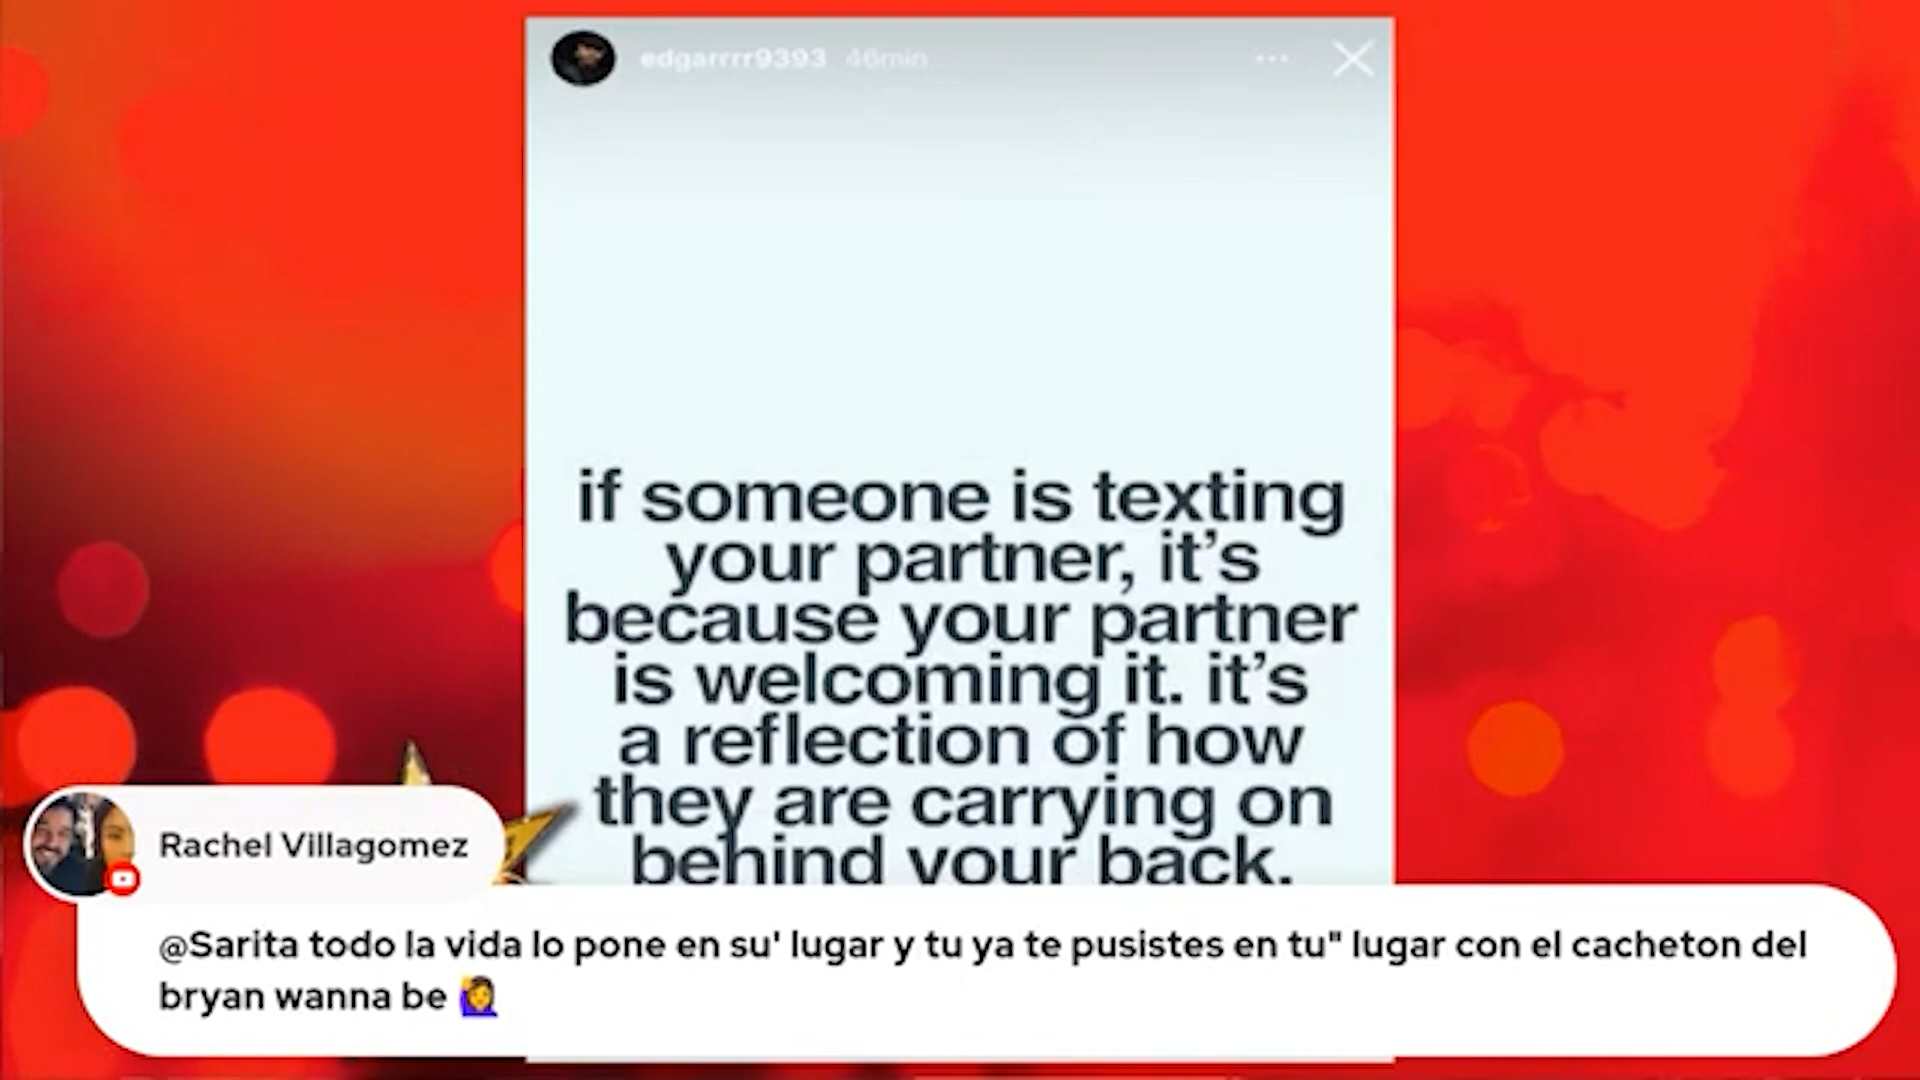 edgarrrr9393 46min
if someone is texting
your partner, it's
because your partner
is welcoming it. it's
a reflection of how
they are carrying on
behind your back.
Rachel Villagomez
@Sarita todo la vida lo pone en su' lugar y tu ya te pusistes en tu" lugar con el cacheton del
bryan wanna be 🙋‍♀️